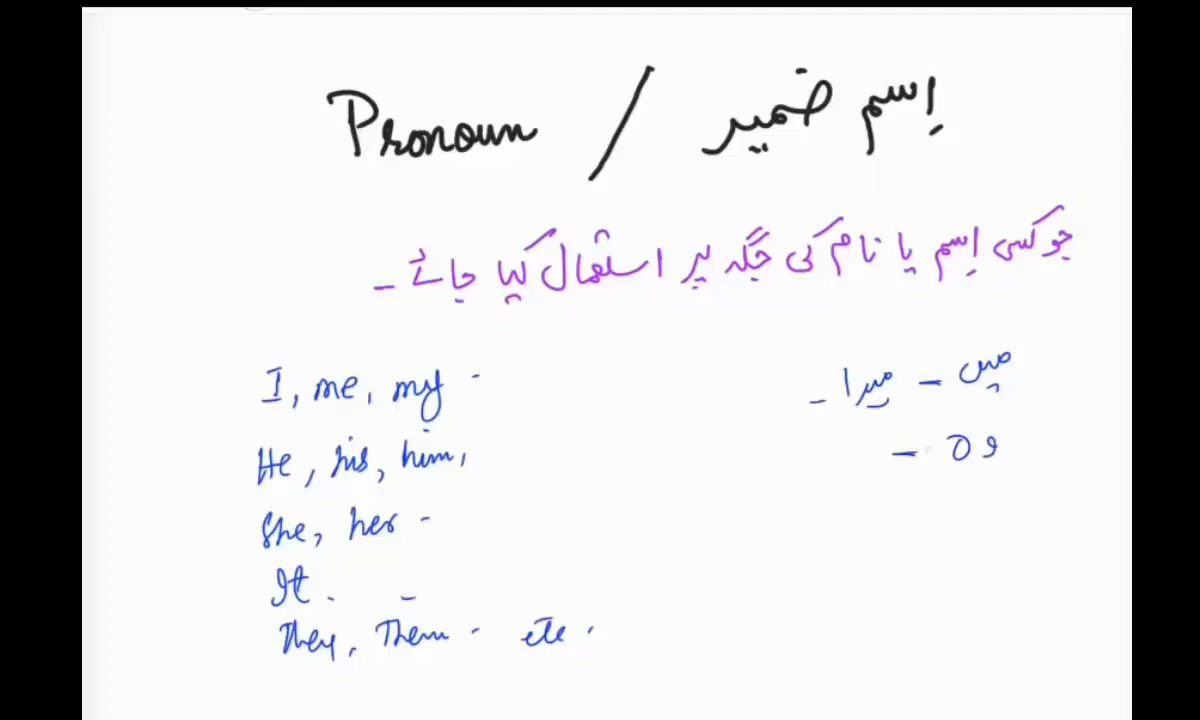 Pronoun / اِسم ضمیر
جو کسی اِسم یا نام کی جگہ پر استعمال کیا جائے ۔
I, me, my - میں – میرا –
He, his, him, وہ –
She, her -
It . -
They, Them - etc .